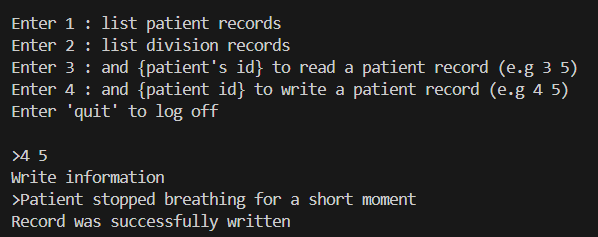 Enter 1 : list patient records
Enter 2 : list division records
Enter 3 : and {patient's id} to read a patient record (e.g 3 5)
Enter 4 : and {patient id} to write a patient record (e.g 4 5)
Enter 'quit' to log off
>4 5
Write information
>Patient stopped breathing for a short moment
Record was successfully written